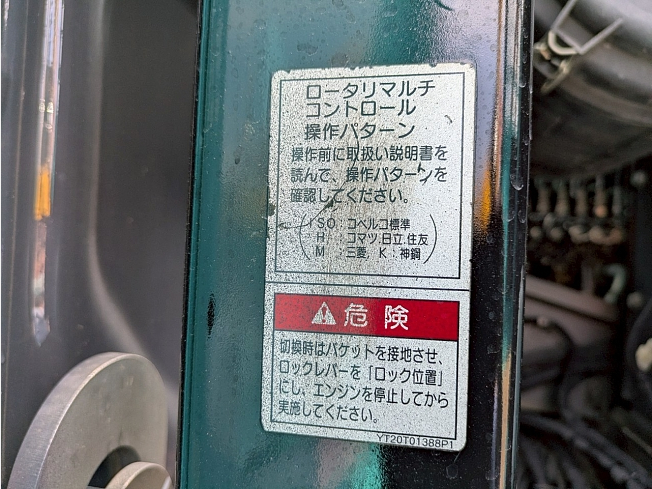 ロータリマルチ
コントロール
操作パターン
操作前に取扱い説明書を
読んで、操作パターンを
確認してください。
ISO : コベルコ標準
H : コマツ,日立,住友
M : 三菱, K : 神鋼
危険
切換時はバケットを接地させ、
ロックレバーを「ロック位置」
にし、エンジンを停止してから
実施してください。
YT20T01388P1